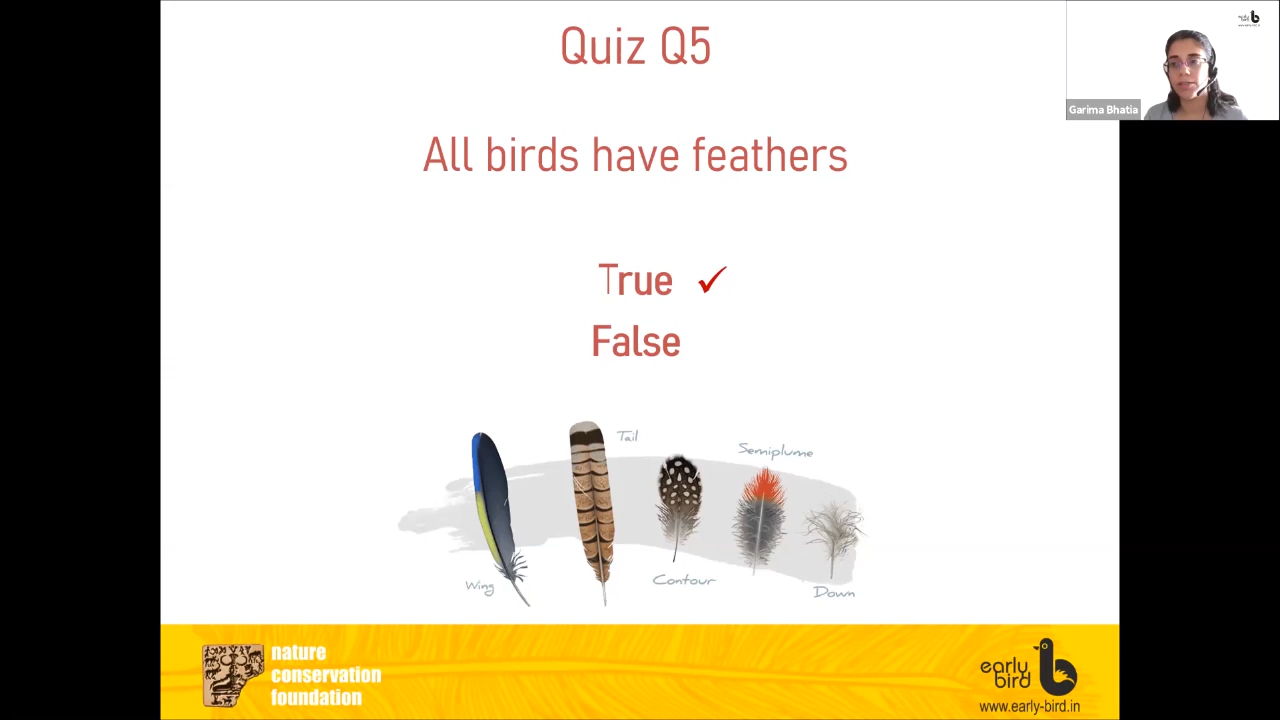 Quiz Q5
All birds have feathers
True ✓
False
Tail
Semiplume
Wing
Contour
Down
nature
conservation
foundation
early
bird
www.early-bird.in
Garima Bhatia